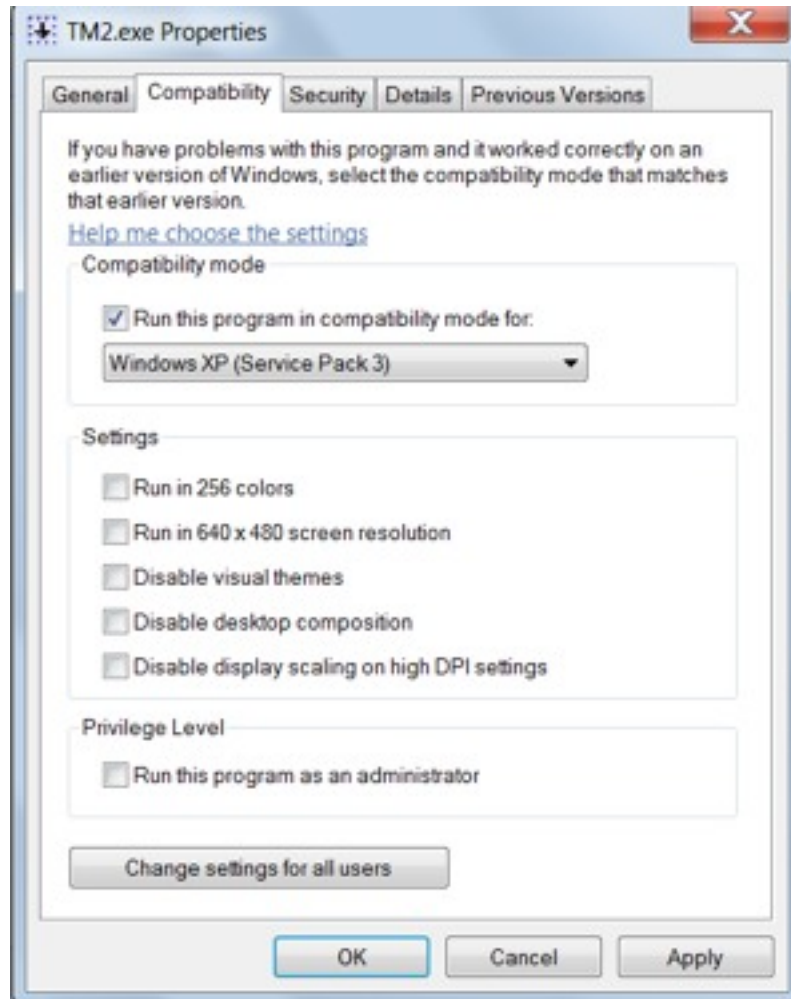 TM2.exe Properties
X
General Compatibility Security Details Previous Versions
If you have problems with this program and it worked correctly on an
earlier version of Windows, select the compatibility mode that matches
that earlier version.
Help me choose the settings
Compatibility mode
Run this program in compatibility mode for:
Windows XP (Service Pack 3)
Settings
Run in 256 colors
Run in 640 x 480 screen resolution
Disable visual themes
Disable desktop composition
Disable display scaling on high DPI settings
Privilege Level
Run this program as an administrator
Change settings for all users
OK Cancel Apply